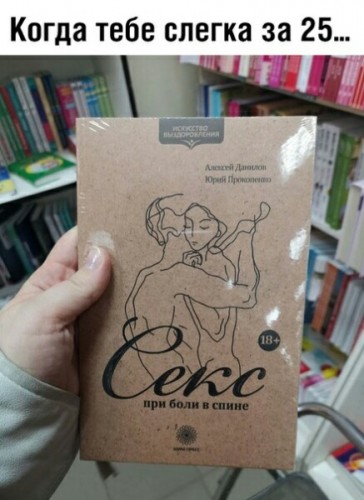 Когда тебе слегка за 25...
ИСКУССТВО
ВЫЗДОРОВЛЕНИЯ
Алексей Данилов
Юрий Прокопенко
18+
Секс
при боли в спине